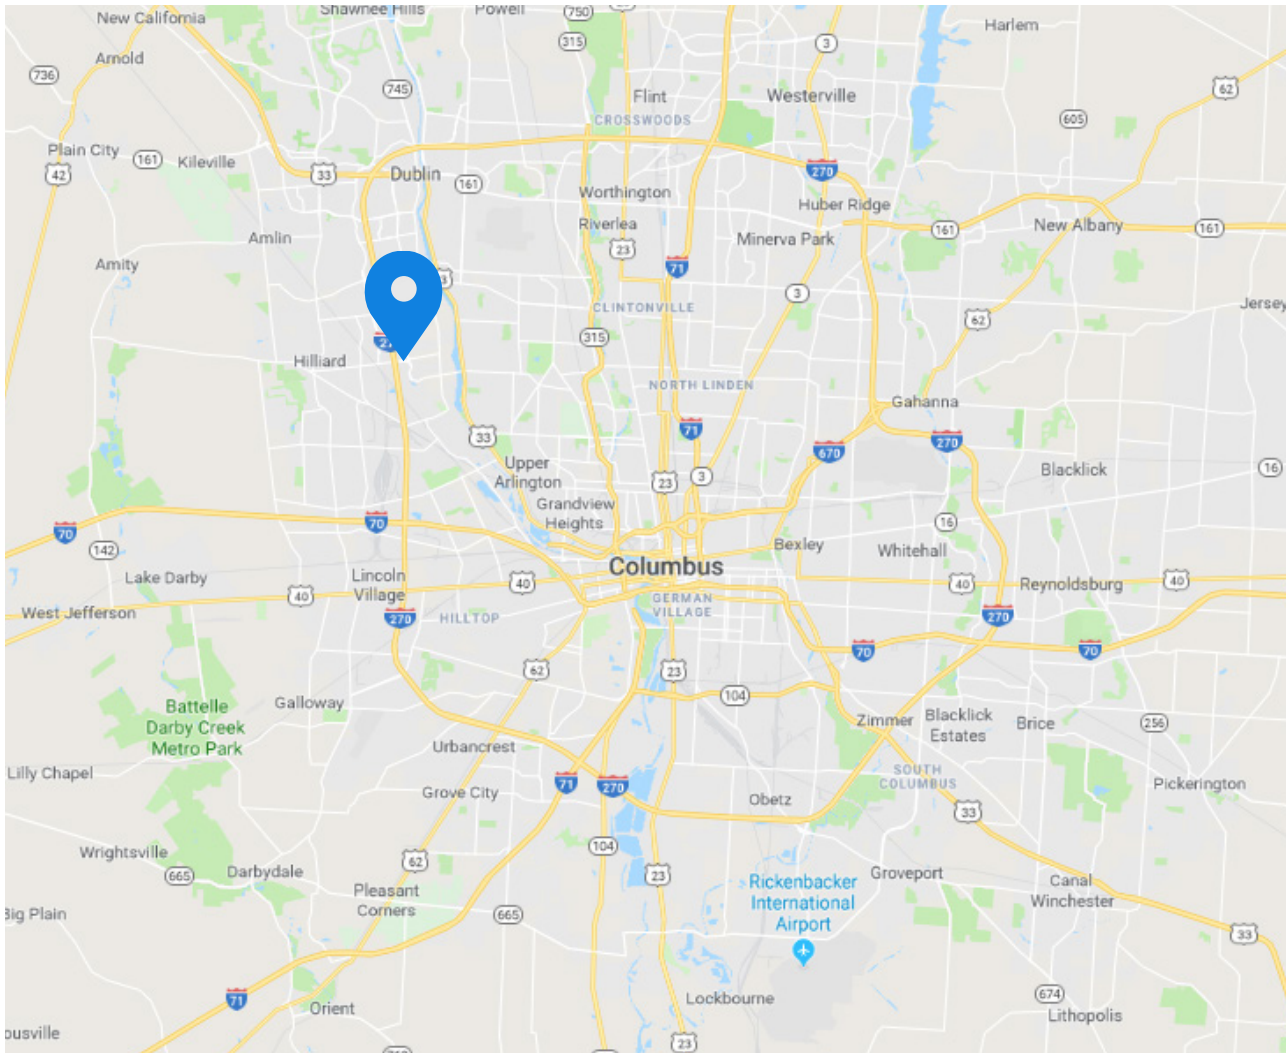 Shawnee Hills
Powell
750
New California
315
3
Harlem
Arnold
736
745
62
Flint
Westerville
CROSSWOODS
605
Plain City
161
Kileville
42
33
Dublin
161
270
Worthington
Huber Ridge
Riverlea
New Albany
161
161
Amlin
23
Minerva Park
Amity
71
3
3
Jersey
CLINTONVILLE
62
315
Hilliard
NORTH LINDEN
Gahanna
71
33
670
270
Upper
Arlington
3
23
Blacklick
16
Grandview
Heights
70
70
16
142
Bexley
Whitehall
Columbus
Lake Darby
Lincoln
Village
40
40
40
40
Reynoldsburg
West Jefferson
GERMAN
VILLAGE
270
HILLTOP
270
70
70
62
23
104
Galloway
Battelle
Darby Creek
Metro Park
Zimmer
Blacklick
Estates
Brice
256
Urbancrest
Lilly Chapel
SOUTH
COLUMBUS
Pickerington
71
270
Grove City
Obetz
33
104
Wrightsville
62
665
Darbydale
23
Rickenbacker
International
Airport
Groveport
Canal
Winchester
Pleasant
Corners
665
Big Plain
33
71
Orient
Lockbourne
674
Lithopolis
ousville
23